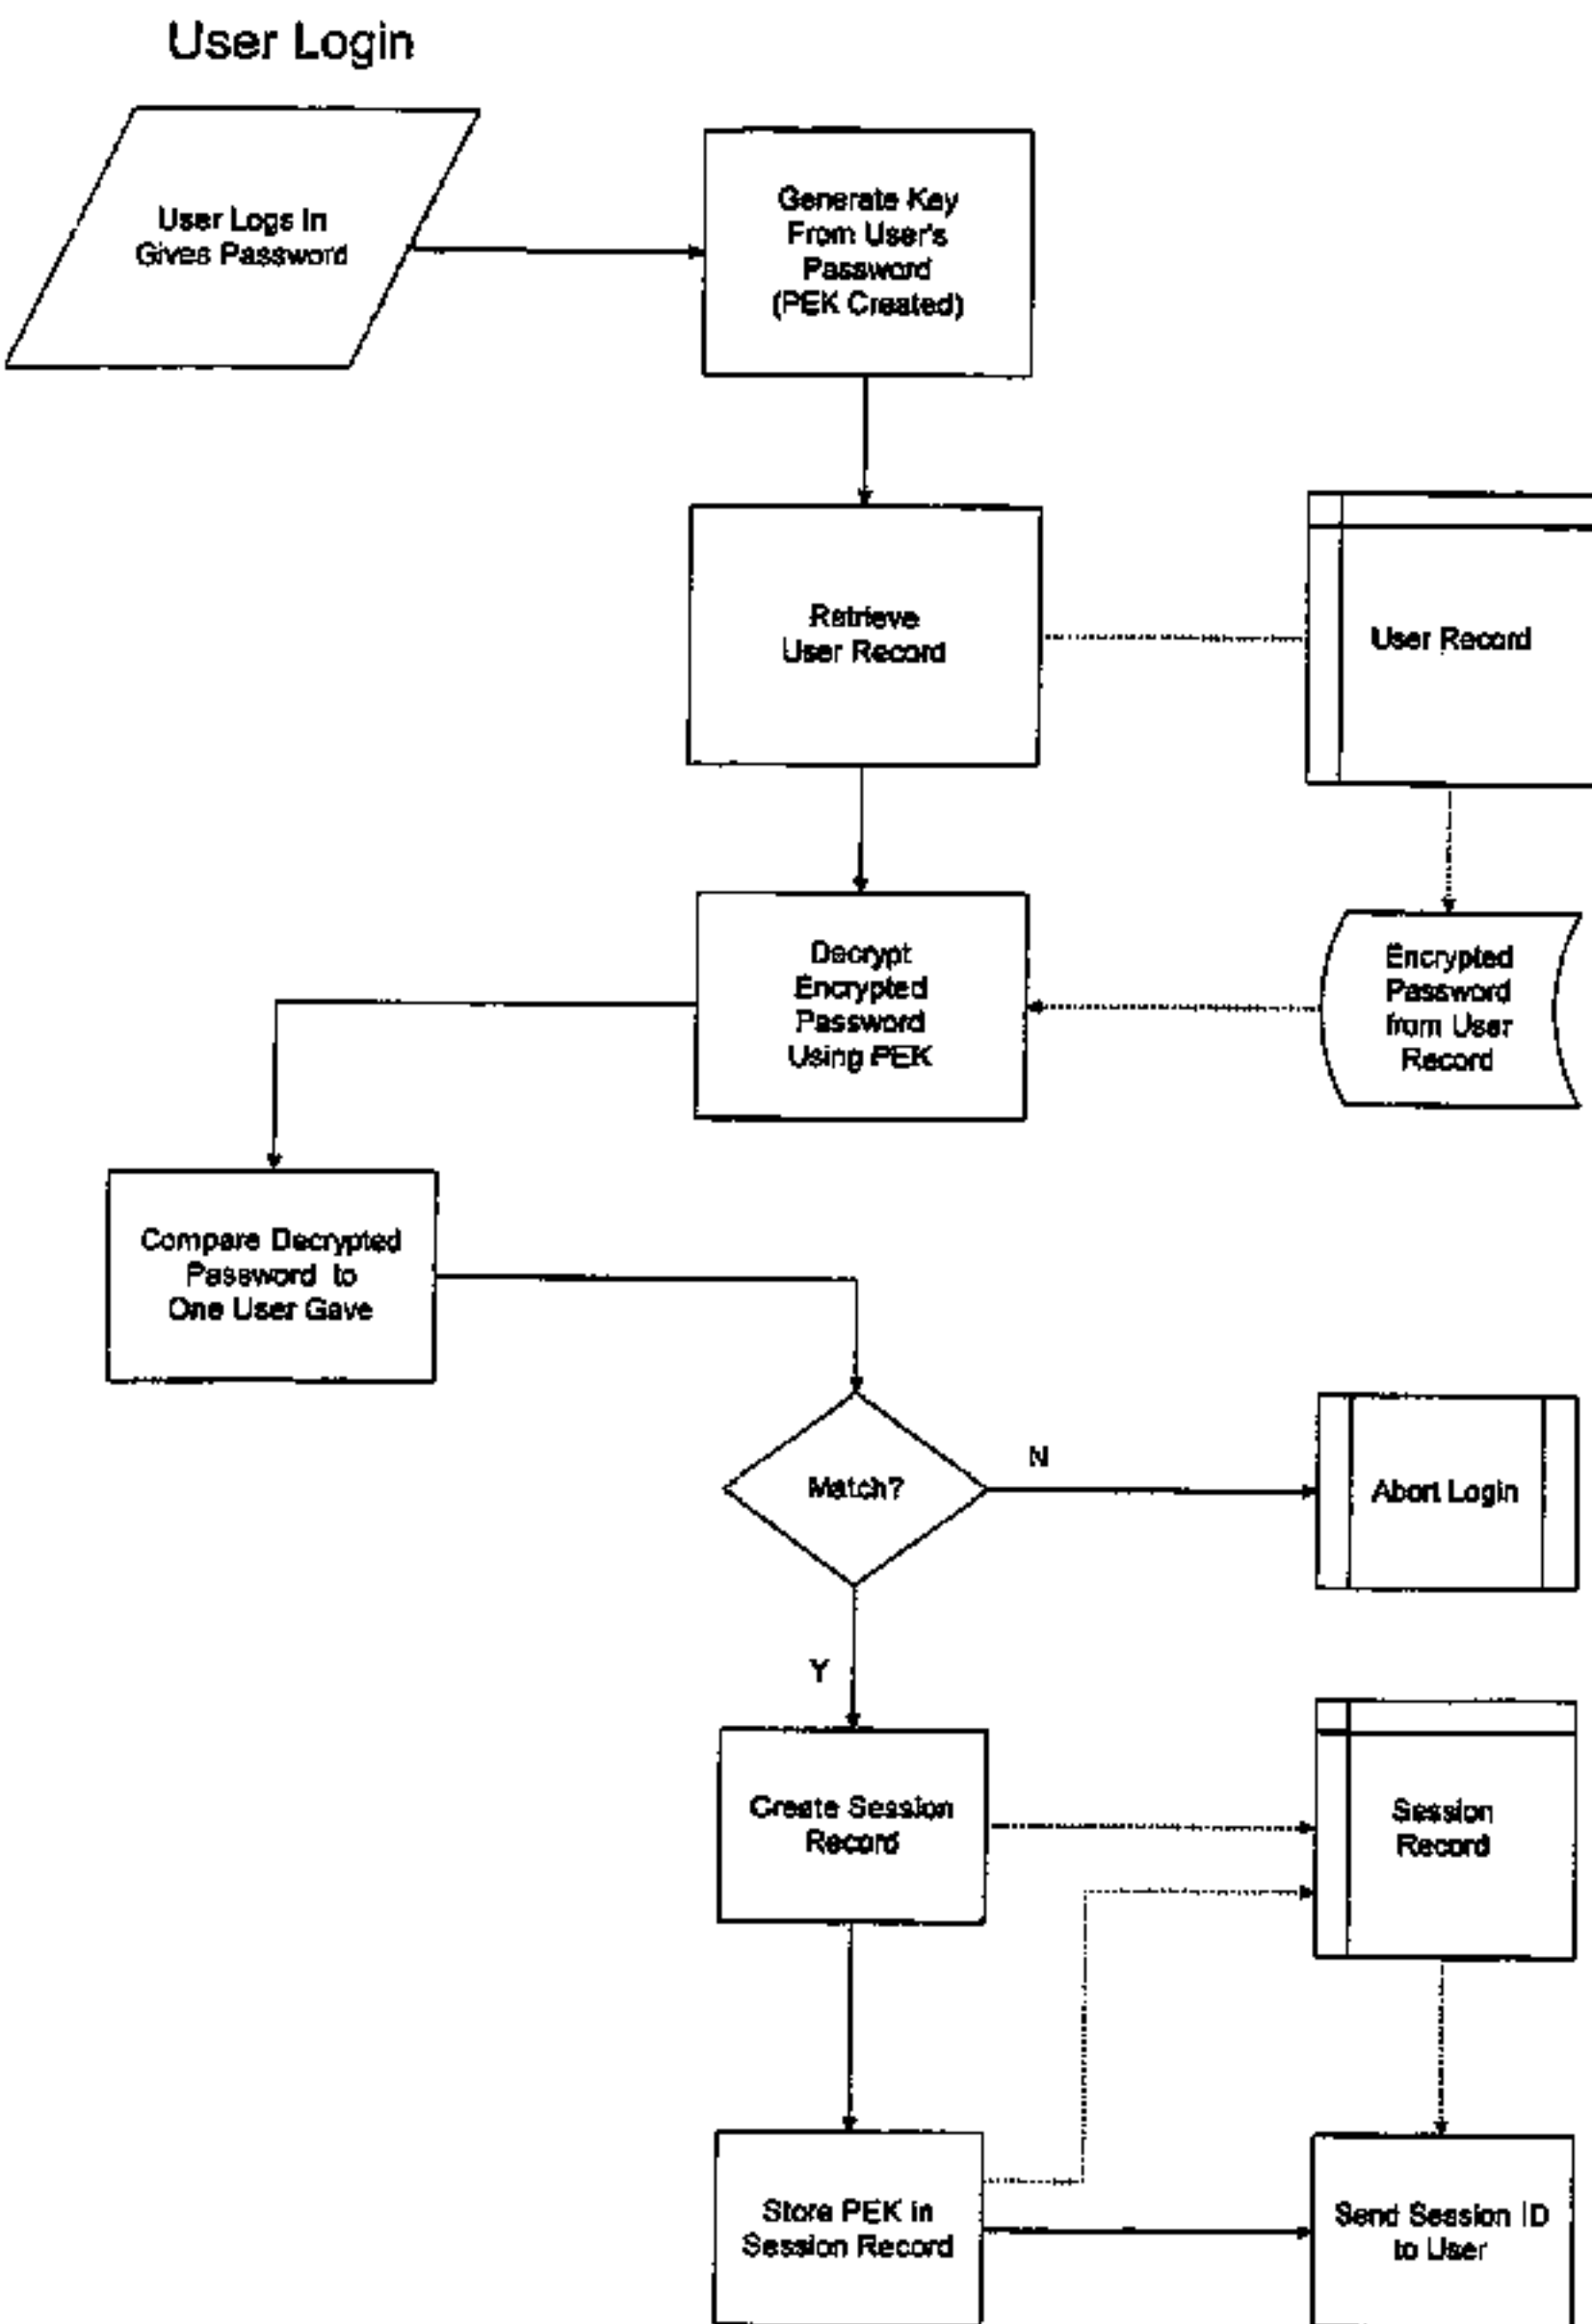 User Login
User Logs In
Gives Password
Generate Key
From User's
Password
(PEK Created)
Retrieve
User Record
User Record
Decrypt
Encrypted
Password
Using PEK
Encrypted
Password
from User
Record
Compare Decrypted
Password to
One User Gave
Match?
N
Abort Login
Y
Create Session
Record
Session
Record
Store PEK in
Session Record
Send Session ID
to User